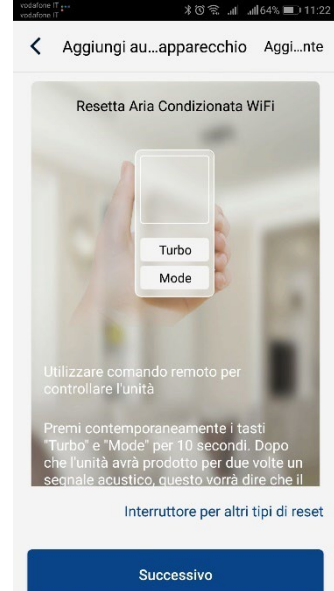 vodafone IT
vodafone IT
64% 11:22
Aggiungi au...apparecchio Aggi...nte
Resetta Aria Condizionata WiFi
Turbo
Mode
Utilizzare comando remoto per
controllare l'unità
Premi contemporaneamente i tasti
"Turbo" e "Mode" per 10 secondi. Dopo
che l'unità avrà prodotto per due volte un
segnale acustico, questo vorrà dire che il
Interruttore per altri tipi di reset
Successivo